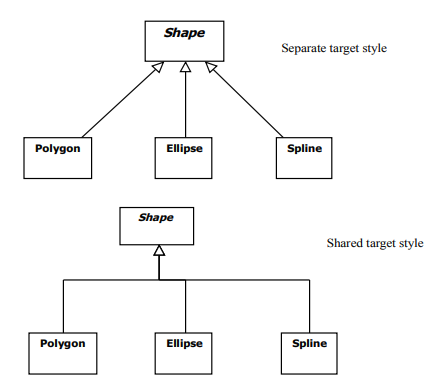 Shape
Separate target style
Polygon
Ellipse
Spline
Shape
Shared target style
Polygon
Ellipse
Spline